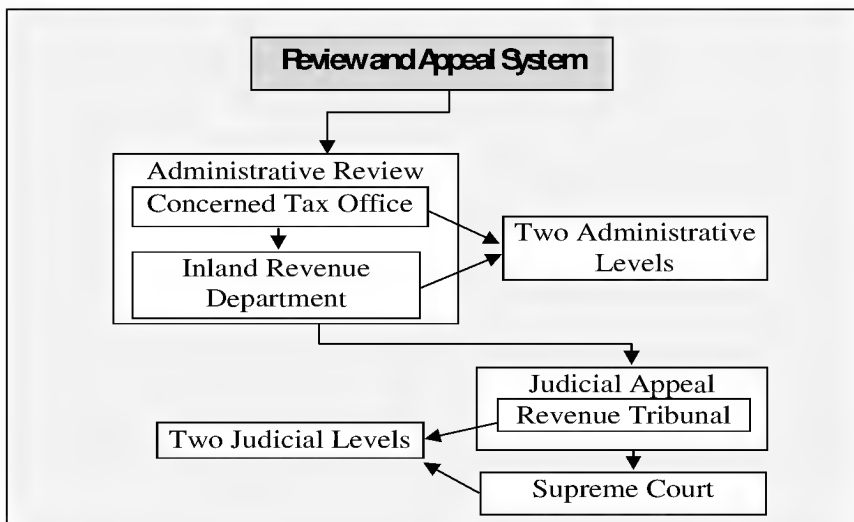 Review and Appeal System
Administrative Review
Concerned Tax Office
Two Administrative
Levels
Inland Revenue
Department
Judicial Appeal
Revenue Tribunal
Two Judicial Levels
Supreme Court